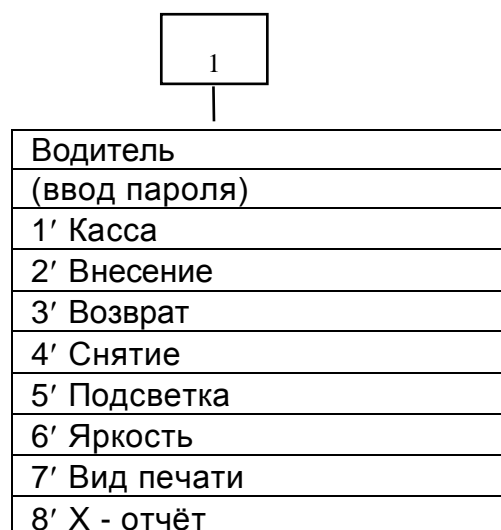 1
Водитель
(ввод пароля)
1′ Касса
2′ Внесение
3′ Возврат
4′ Снятие
5′ Подсветка
6′ Яркость
7′ Вид печати
8′ X - отчёт